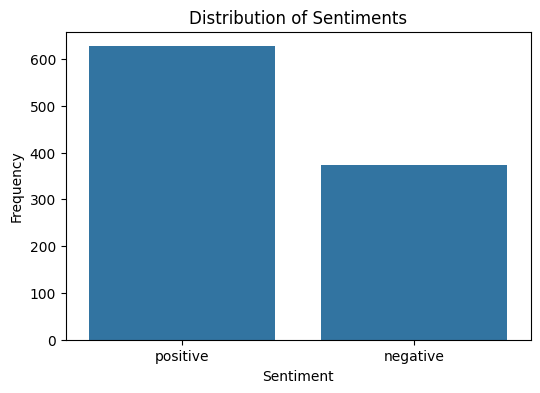 Distribution of Sentiments
600
500
400
300
200
100
0
Frequency
positive negative
Sentiment